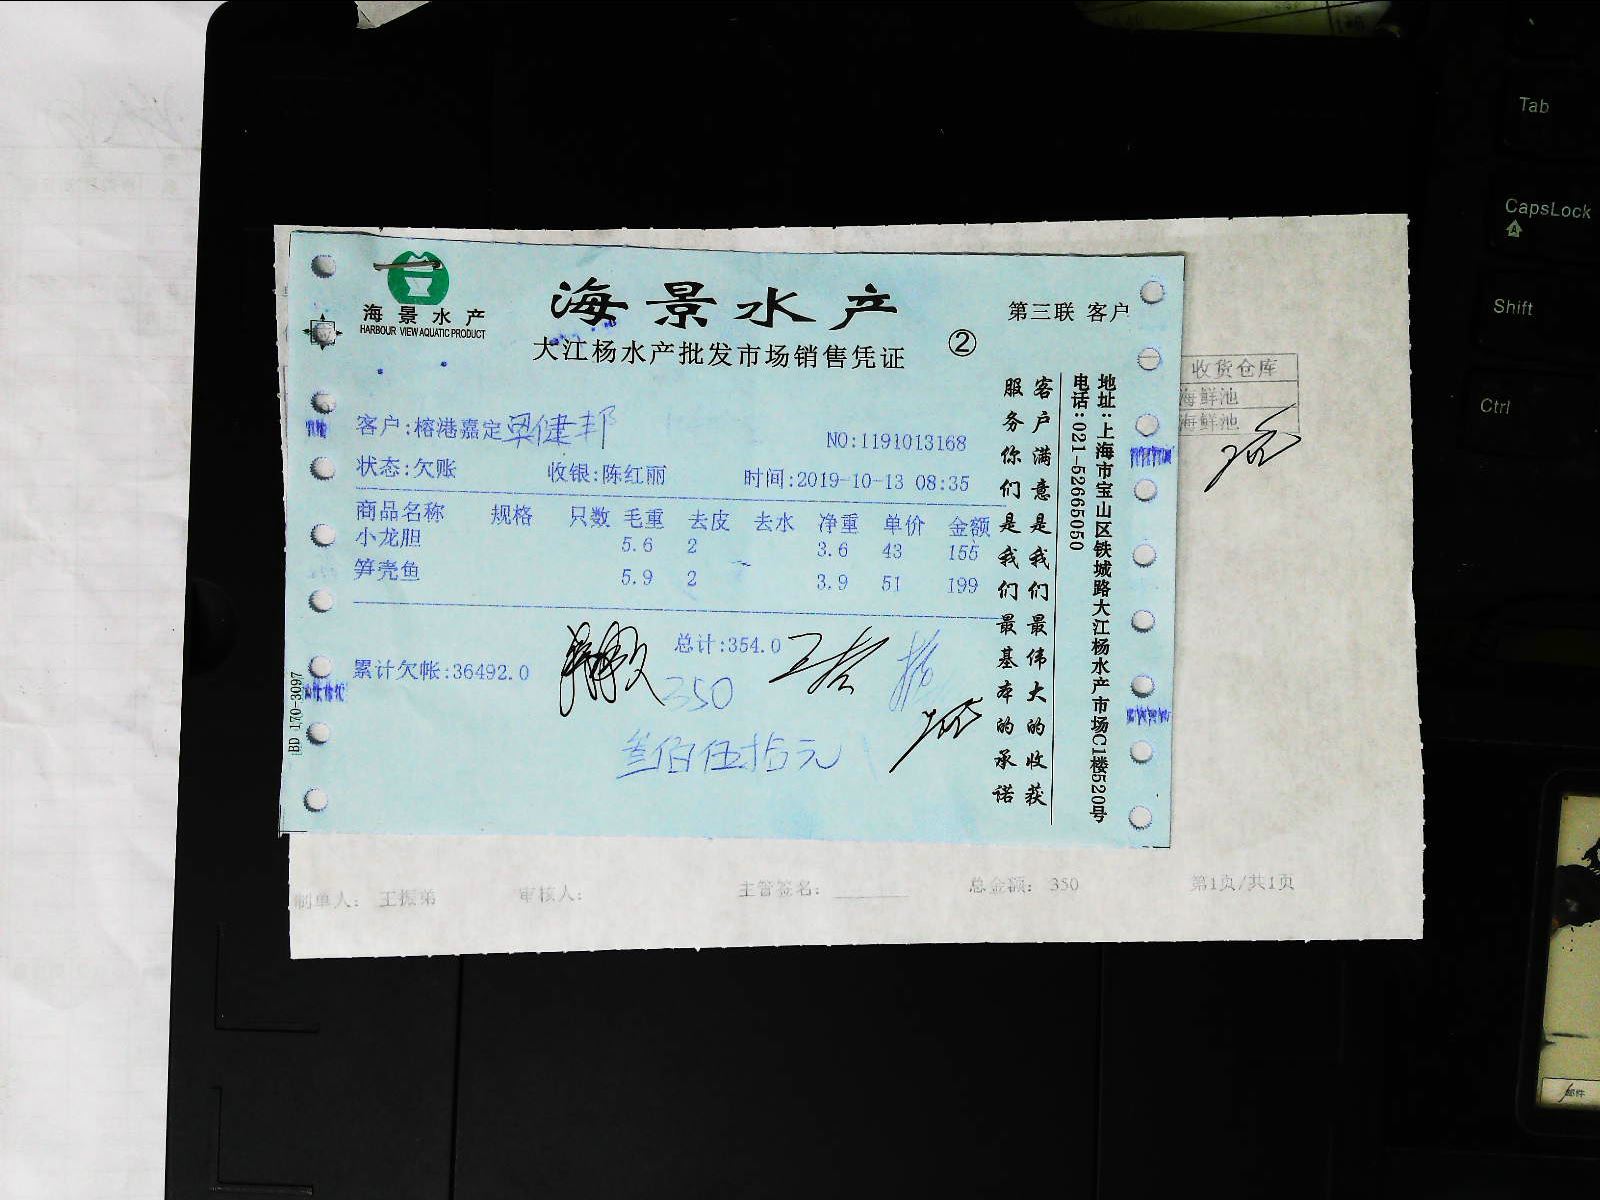 Tab
CapsLock
Shift
Ctrl
海景水产
HARBOUR VIEW AQUATIC PRODUCT
海景水产
第三联 客户
大江杨水产批发市场销售凭证 ②
客户:榕港嘉定 梁健邦
NO:1191013168
状态:欠账 收银:陈红丽 时间:2019-10-13 08:35
商品名称 规格 只数 毛重 去皮 去水 净重 单价 金额
小龙胆 5.6 2 3.6 43 155
笋壳鱼 5.9 2 3.9 51 199
总计:354.0
累计欠帐:36492.0
350
叁佰伍拾元
客户满意是我们最伟大的收获
服务你们是我们最基本的承诺
地址:上海市宝山区铁城路大江杨水产市场C1楼520号
电话:021-52665050
BD 170-3097
收货仓库
海鲜池
海鲜池
制单人: 王振弟 审核人: 主管签名: 总金额: 350 第1页/共1页
邮件